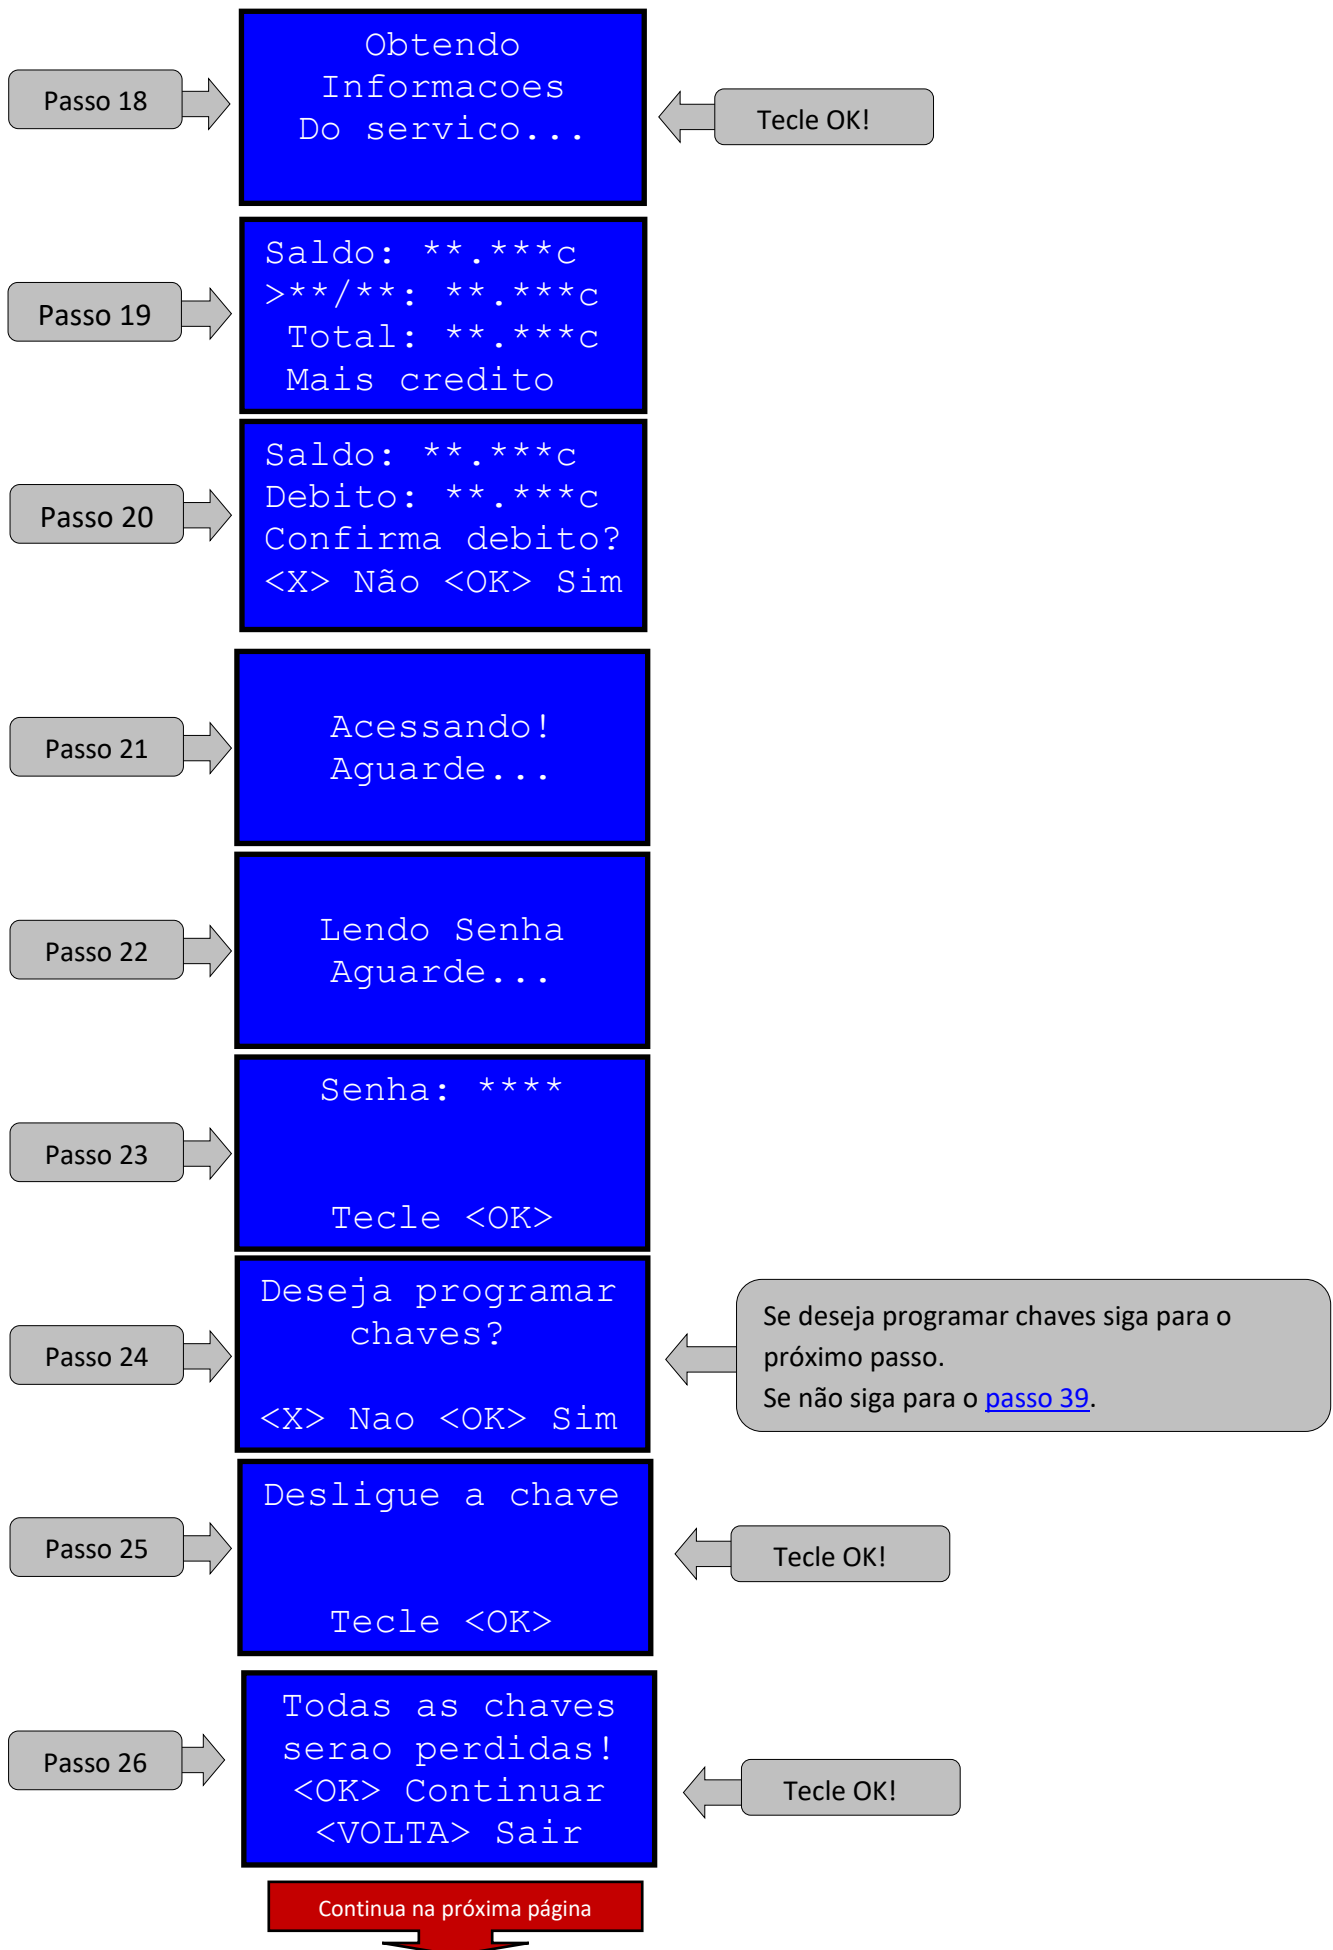 Passo 18
Obtendo
Informacoes
Do servico...
Tecle OK!
Passo 19
Saldo: **.***c
>**/**: **.***c
Total: **.***c
Mais credito
Passo 20
Saldo: **.***c
Debito: **.***c
Confirma debito?
<X> Não <OK> Sim
Passo 21
Acessando!
Aguarde...
Passo 22
Lendo Senha
Aguarde...
Passo 23
Senha: ****
Tecle <OK>
Passo 24
Deseja programar
chaves?
<X> Nao <OK> Sim
Se deseja programar chaves siga para o
próximo passo.
Se não siga para o passo 39.
Passo 25
Desligue a chave
Tecle <OK>
Tecle OK!
Passo 26
Todas as chaves
serao perdidas!
<OK> Continuar
<VOLTA> Sair
Tecle OK!
Continua na próxima página